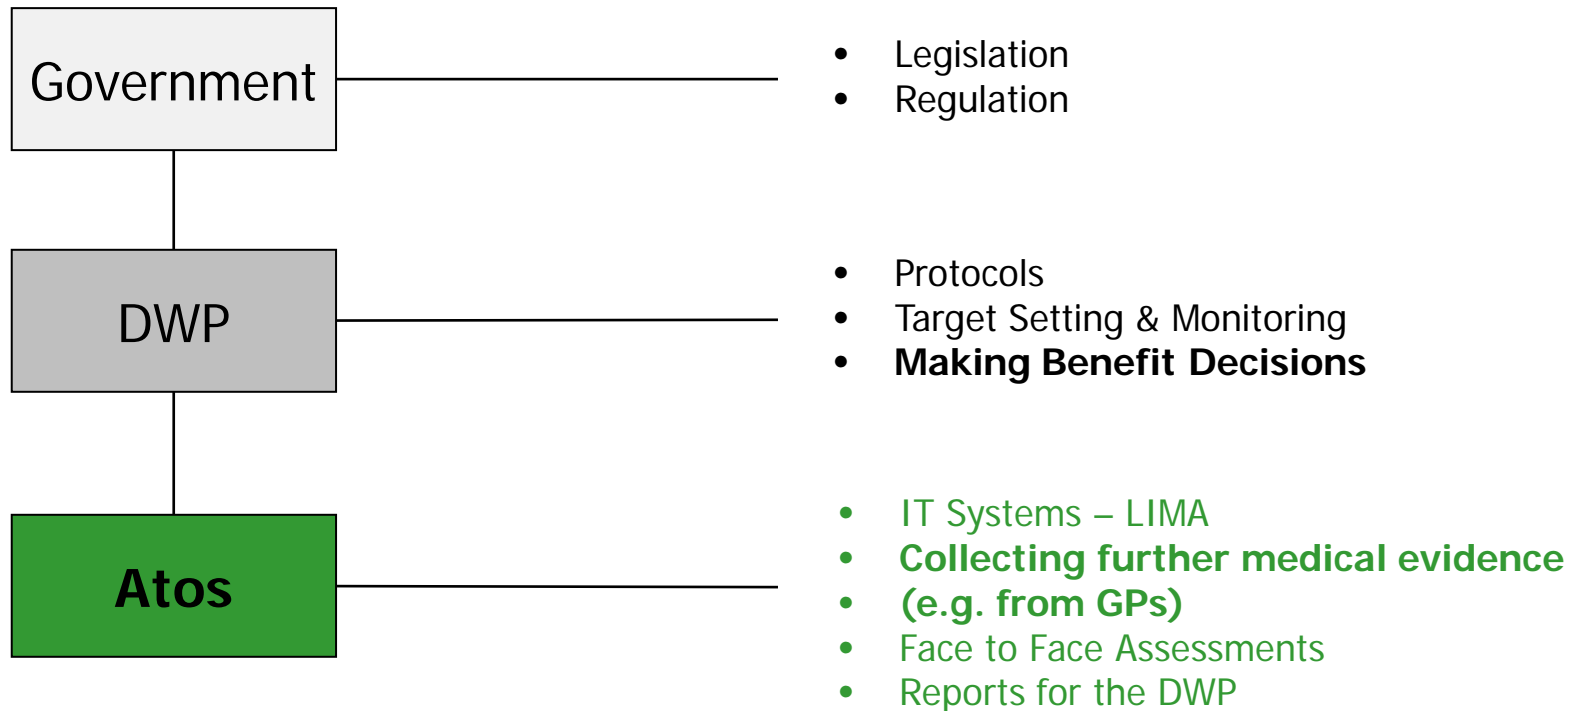 Government
• Legislation
• Regulation
DWP
• Protocols
• Target Setting & Monitoring
• Making Benefit Decisions
Atos
• IT Systems – LIMA
• Collecting further medical evidence
• (e.g. from GPs)
• Face to Face Assessments
• Reports for the DWP